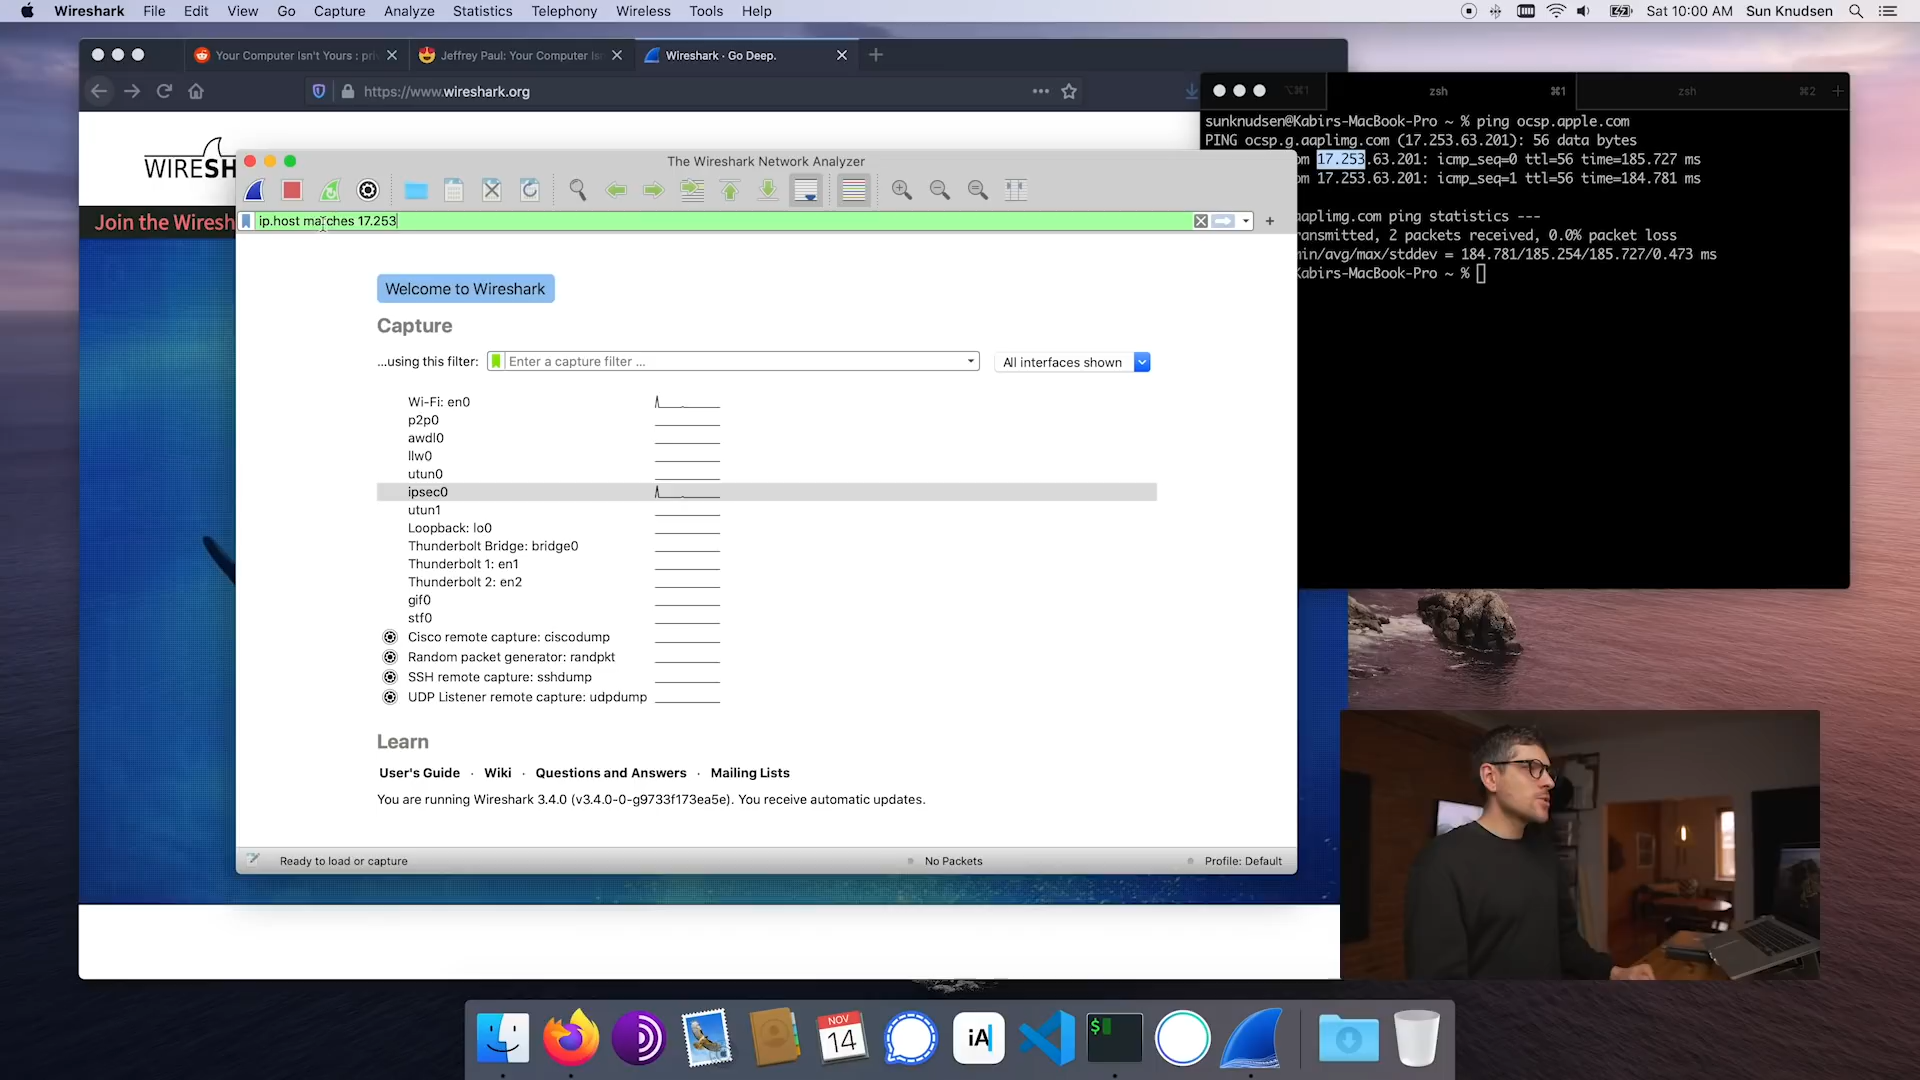 Wireshark File Edit View Go Capture Analyze Statistics Telephony Wireless Tools Help
Sat 10:00 AM Sun Knudsen
Your Computer Isn't Yours : pri
Jeffrey Paul: Your Computer Is
Wireshark · Go Deep.
https://www.wireshark.org
zsh ⌘1
zsh ⌘2
sunknudsen@Kabirs-MacBook-Pro ~ % ping ocsp.apple.com
PING ocsp.g.aaplimg.com (17.253.63.201): 56 data bytes
om 17.253.63.201: icmp_seq=0 ttl=56 time=185.727 ms
om 17.253.63.201: icmp_seq=1 ttl=56 time=184.781 ms
aaplimg.com ping statistics ---
ansmitted, 2 packets received, 0.0% packet loss
min/avg/max/stddev = 184.781/185.254/185.727/0.473 ms
Kabirs-MacBook-Pro ~ %
WIRESH
Join the Wiresh
The Wireshark Network Analyzer
ip.host matches 17.253
Welcome to Wireshark
Capture
...using this filter: Enter a capture filter ... All interfaces shown
Wi-Fi: en0
p2p0
awdl0
llw0
utun0
ipsec0
utun1
Loopback: lo0
Thunderbolt Bridge: bridge0
Thunderbolt 1: en1
Thunderbolt 2: en2
gif0
stf0
Cisco remote capture: ciscodump
Random packet generator: randpkt
SSH remote capture: sshdump
UDP Listener remote capture: udpdump
Learn
User's Guide · Wiki · Questions and Answers · Mailing Lists
You are running Wireshark 3.4.0 (v3.4.0-0-g9733f173ea5e). You receive automatic updates.
Ready to load or capture No Packets Profile: Default
NOV
14
iA
$